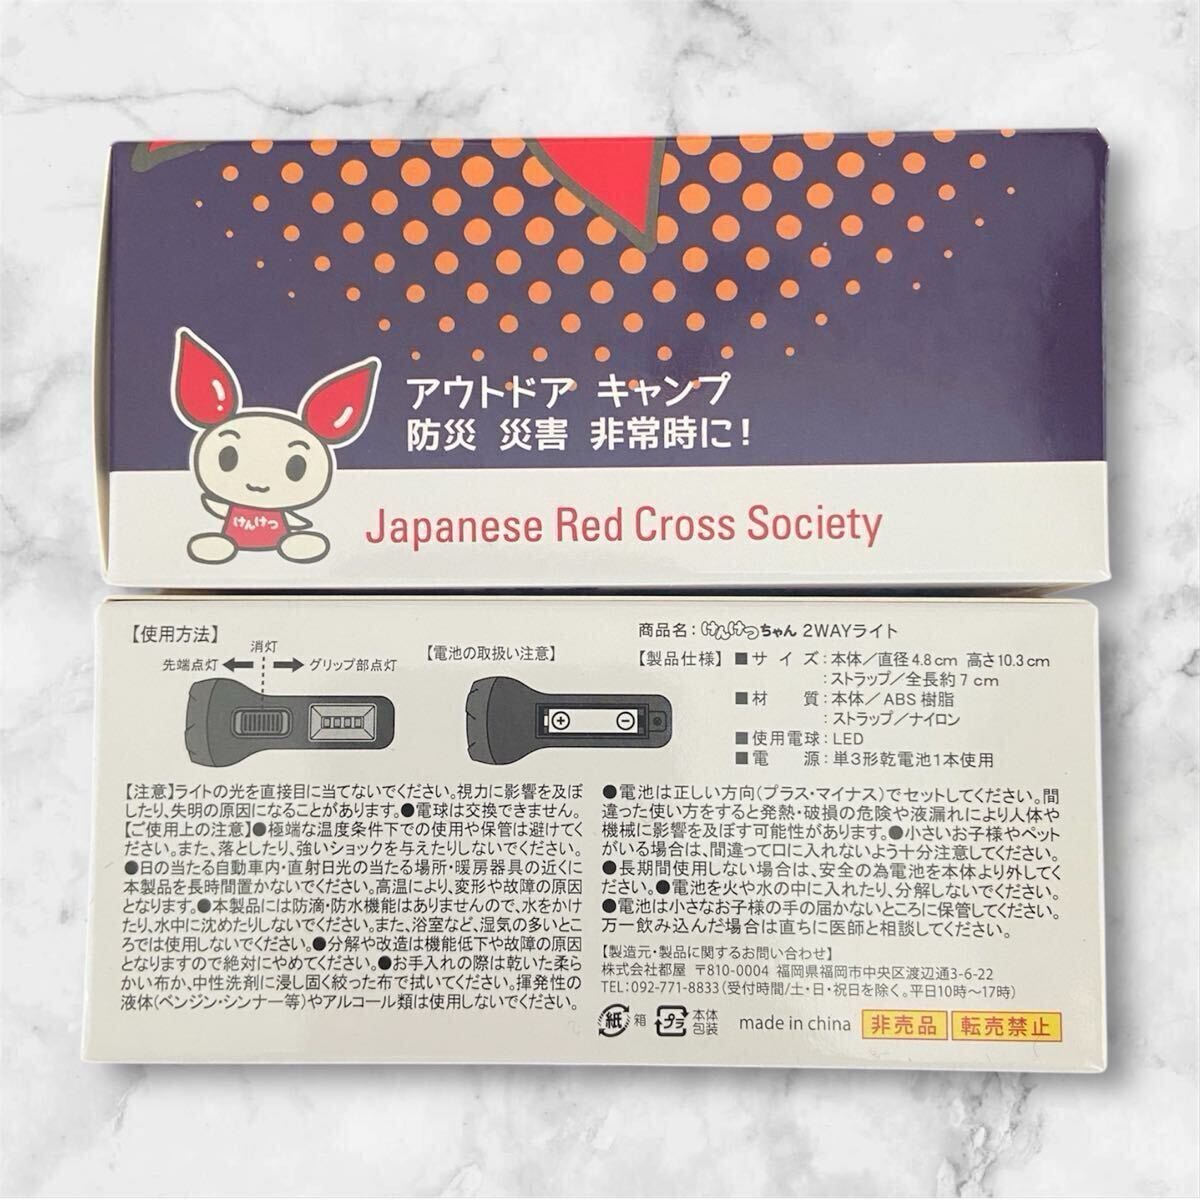 アウトドア キャンプ
防災 災害 非常時に!
けんけつ
Japanese Red Cross Society
【使用方法】
消灯
先端点灯
グリップ部点灯
【電池の取扱い注意】
商品名:けんけつちゃん 2WAYライト
【製品仕様】 ■サ イ ズ:本体/直径4.8cm 高さ10.3cm
:ストラップ/全長約7cm
■材 質:本体/ABS樹脂
:ストラップ/ナイロン
■使用電球:LED
■電 源:単3形乾電池1本使用
【注意】ライトの光を直接目に当てないでください。視力に影響を及ぼ
したり、失明の原因になることがあります。●電球は交換できません。
【ご使用上の注意】●極端な温度条件下での使用や保管は避けてく
ださい。また、落としたり、強いショックを与えたりしないでください。
●日の当たる自動車内・直射日光の当たる場所・暖房器具の近くに
本製品を長時間置かないでください。高温により、変形や故障の原因
となります。●本製品には防滴・防水機能はありませんので、水をかけ
たり、水中に沈めたりしないでください。また、浴室など、湿気の多いとこ
ろでは使用しないでください。●分解や改造は機能低下や故障の原因
となりますので絶対にやめてください。●お手入れの際は乾いた柔ら
かい布か、中性洗剤に浸し固く絞った布で拭いてください。揮発性の
液体(ベンジン・シンナー等)やアルコール類は使用しないでください。
●電池は正しい方向(プラス・マイナス)でセットしてください。間
違った使い方をすると発熱・破損の危険や液漏れにより人体や
機械に影響を及ぼす可能性があります。●小さいお子様やペット
がいる場合は、間違って口に入れないよう十分注意してください。
●長期間使用しない場合は、安全の為電池を本体より外してく
ださい。●電池を火や水の中に入れたり、分解しないでください。
●電池は小さなお子様の手の届かないところに保管してください。
万一飲み込んだ場合は直ちに医師と相談してください。
【製造元・製品に関するお問い合わせ】
株式会社都屋 〒810-0004 福岡県福岡市中央区渡辺通3-6-22
TEL:092-771-8833(受付時間/土・日・祝日を除く。平日10時〜17時)
紙 箱 プラ 本体 包装 made in china 非売品 転売禁止